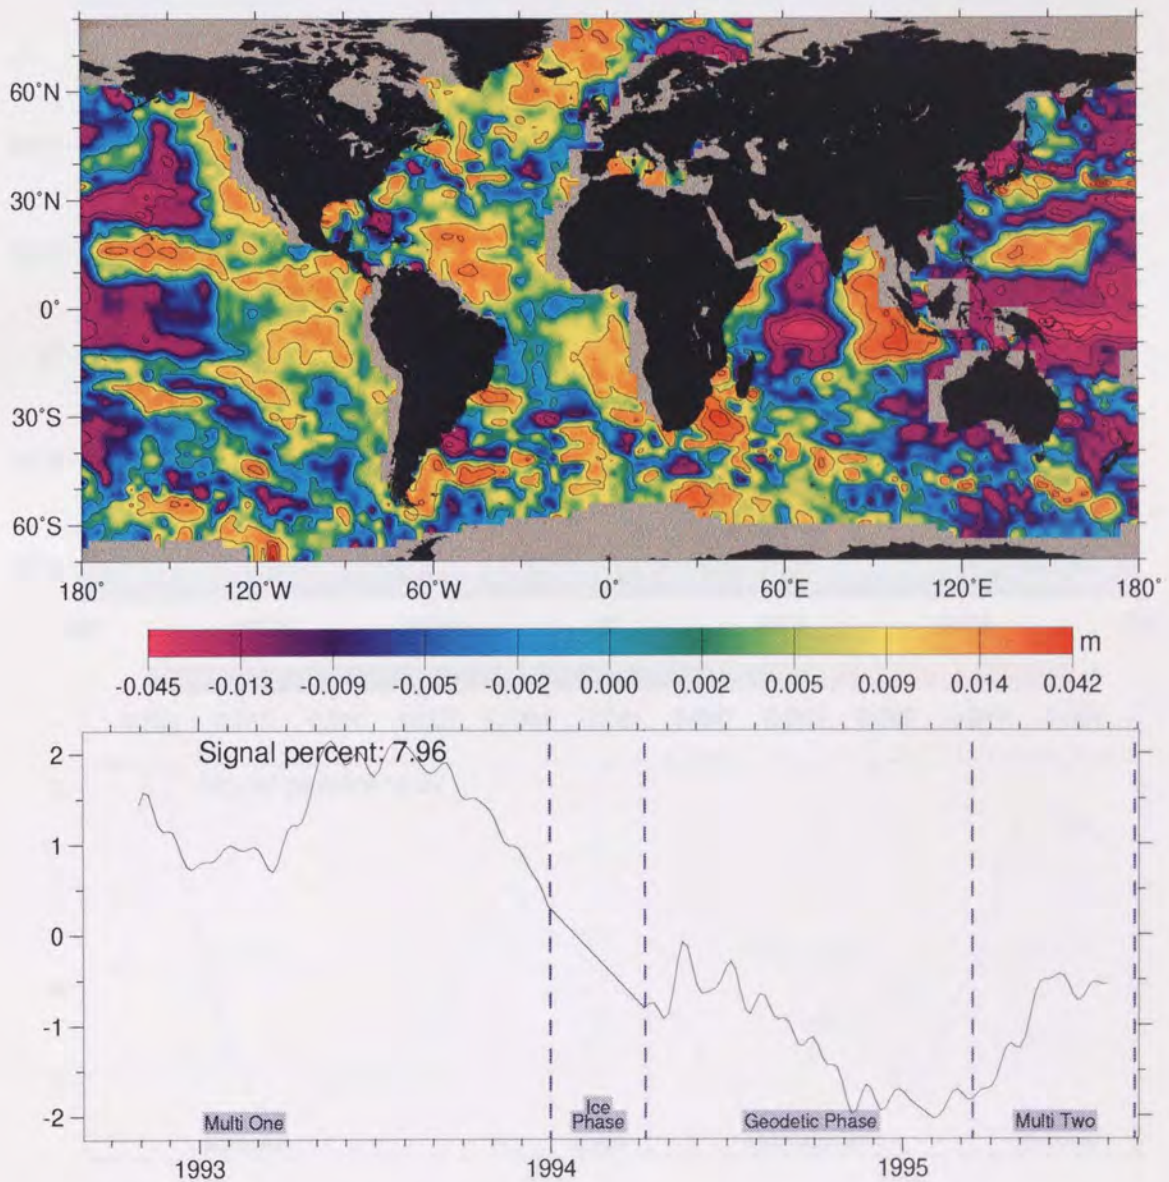 60°N
30°N
0°
30°S
60°S
180° 120°W 60°W 0° 60°E 120°E 180°
m
-0.045 -0.013 -0.009 -0.005 -0.002 0.000 0.002 0.005 0.009 0.014 0.042
Signal percent: 7.96
2
1
0
-1
-2
Multi One
Ice
Phase
Geodetic Phase
Multi Two
1993 1994 1995